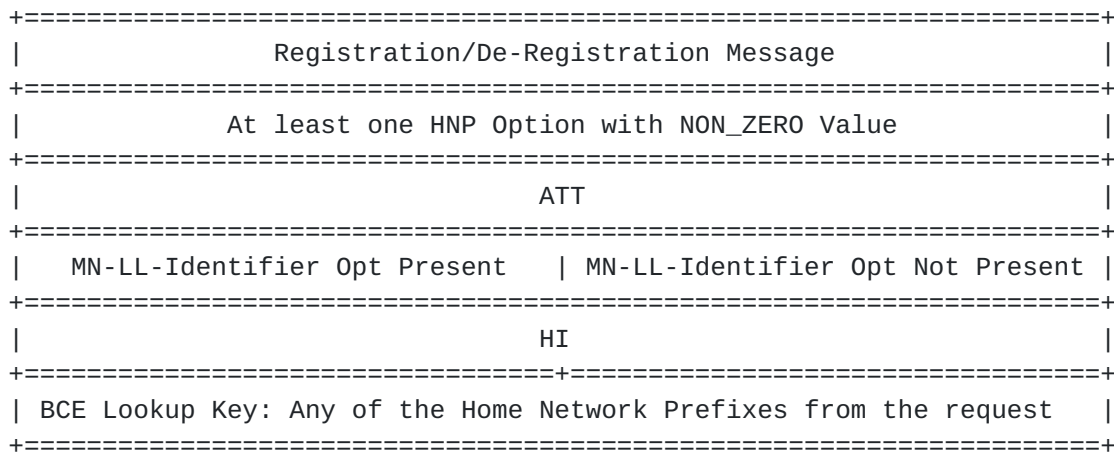 +=====================================================================+
|                Registration/De-Registration Message                 |
+=====================================================================+
|             At least one HNP Option with NON_ZERO Value             |
+=====================================================================+
|                                 ATT                                 |
+=====================================================================+
|   MN-LL-Identifier Opt Present   | MN-LL-Identifier Opt Not Present |
+=====================================================================+
|                                 HI                                  |
+==================================+==================================+
| BCE Lookup Key: Any of the Home Network Prefixes from the request   |
+=====================================================================+